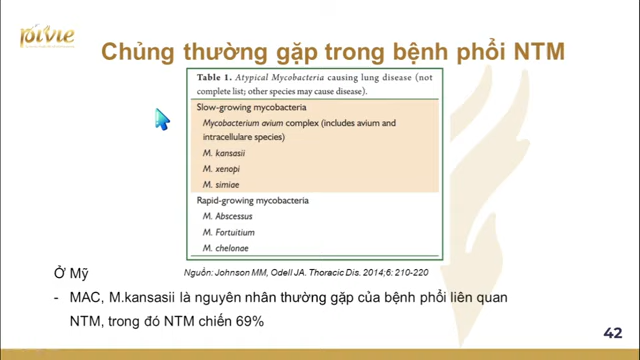 pivie
Chủng thường gặp trong bệnh phổi NTM
Table 1. Atypical Mycobacteria causing lung disease (not
complete list; other species may cause disease).
Slow-growing mycobacteria
Mycobacterium avium complex (includes avium and
intracellulare species)
M. kansasii
M. xenopi
M. simiae
Rapid-growing mycobacteria
M. Abscessus
M. Fortuitium
M. chelonae
Nguồn: Johnson MM, Odell JA. Thoracic Dis. 2014;6: 210-220
Ở Mỹ
- MAC, M.kansasii là nguyên nhân thường gặp của bệnh phổi liên quan
NTM, trong đó NTM chiến 69%
42